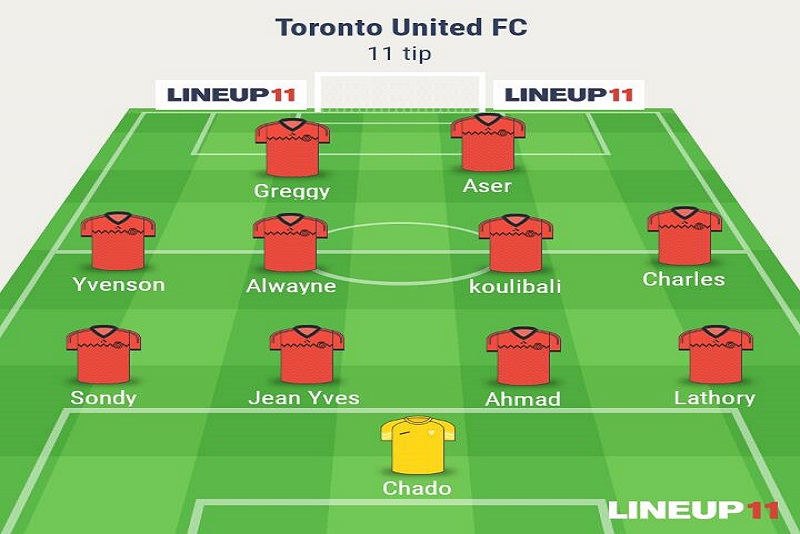 Toronto United FC
11 tip
LINEUP11 LINEUP11
Greggy Aser
Yvenson Alwayne koulibali Charles
Sondy Jean Yves Ahmad Lathory
Chado
LINEUP11